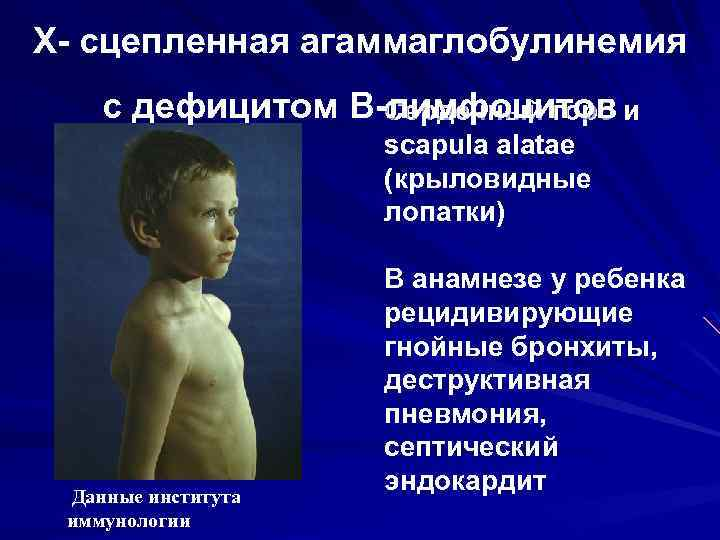 Х- сцепленная агаммаглобулинемия
с дефицитом В-лимфоцитов
и
scapula alatae
(крыловидные
лопатки)
В анамнезе у ребенка
рецидивирующие
гнойные бронхиты,
деструктивная
пневмония,
септический
эндокардит
Данные института
иммунологии